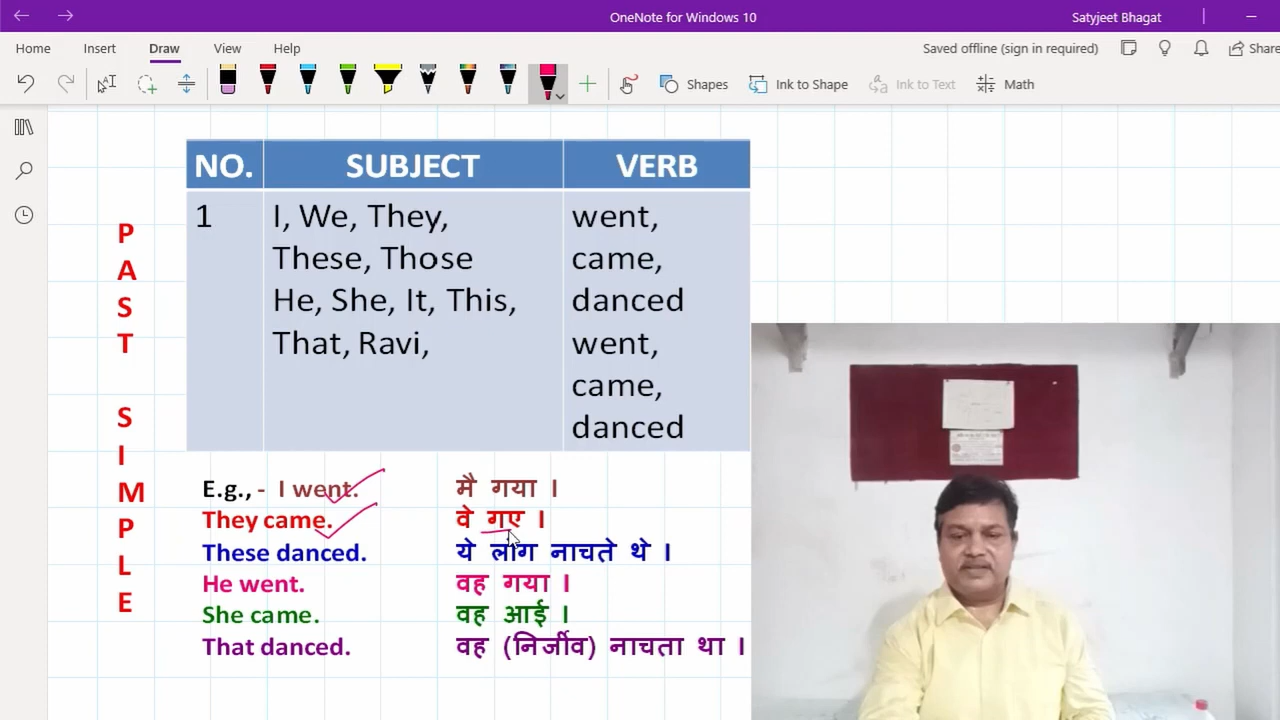 OneNote for Windows 10
Satyjeet Bhagat
Home Insert Draw View Help
Saved offline (sign in required)
Share
Shapes
Ink to Shape
Ink to Text
Math
NO. SUBJECT VERB
1 I, We, They, went,
These, Those came,
He, She, It, This, danced
That, Ravi, went,
came,
danced
PAST
SIMPLE
E.g., - I went. मै गया ।
They came. वे गए ।
These danced. ये लोग नाचते थे ।
He went. वह गया ।
She came. वह आई ।
That danced. वह (निर्जीव) नाचता था ।